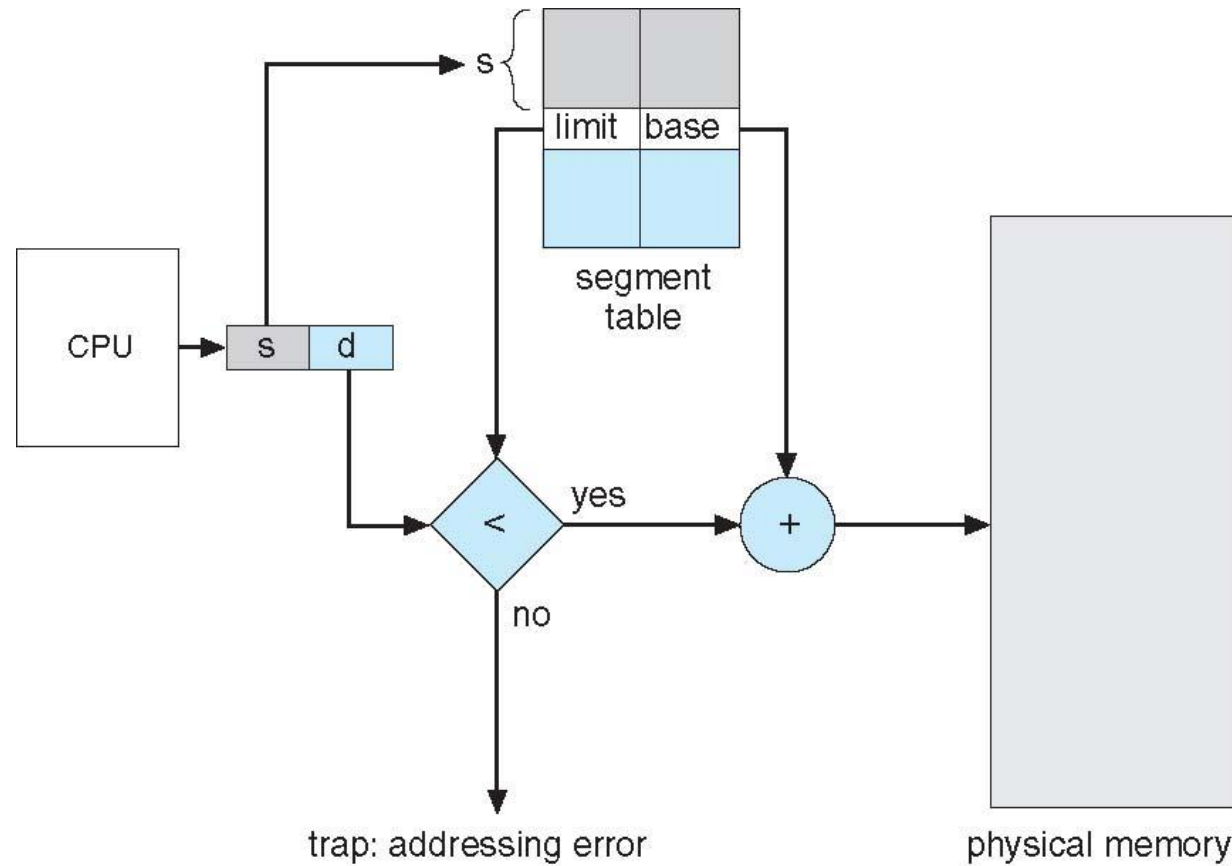 s
limit base
segment
table
CPU
s d
<
yes
+
no
trap: addressing error
physical memory